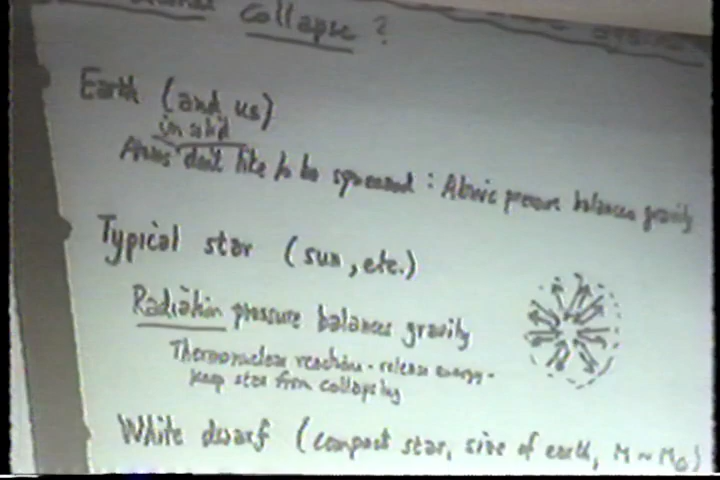 collapse ?
Earth (and us)
in solid
Atoms don't like to be squeezed : Atomic pressure balances gravity
Typical star (sun, etc.)
Radiation pressure balances gravity
Thermonuclear reaction - release energy -
keep star from collapsing
White dwarf (compact star, size of earth, M ~ M⊙)